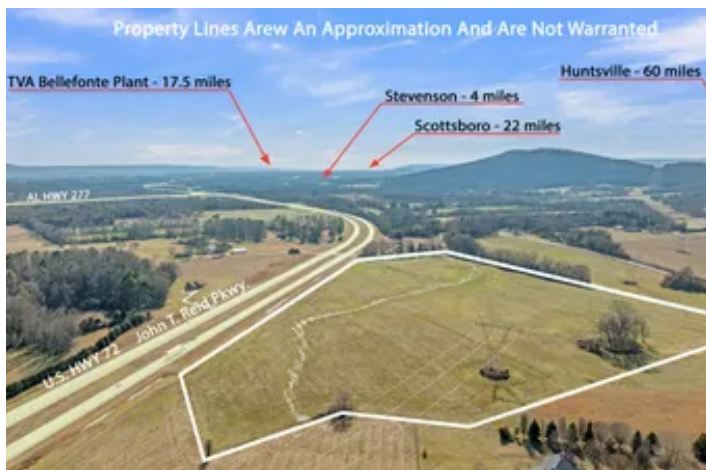 Property Lines Arew An Approximation And Are Not Warranted
TVA Bellefonte Plant - 17.5 miles
Stevenson - 4 miles
Scottsboro - 22 miles
Huntsville - 60 miles
AL HWY 277
U.S. HWY 72
John T. Reid Pkwy.